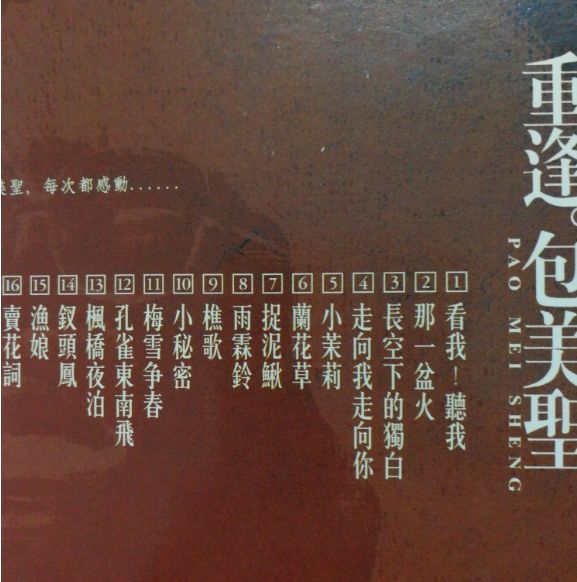 重逢。包美聖
PAO MEI SHENG
1 看我！聽我
2 那一盆火
3 長空下的獨白
4 走向我走向你
5 小茉莉
6 蘭花草
7 捉泥鰍
8 雨霖鈴
9 樵歌
10 小秘密
11 梅雪争春
12 孔雀東南飛
13 楓橋夜泊
14 釵頭鳳
15 漁娘
16 賣花詞
美聖，每次都感動......